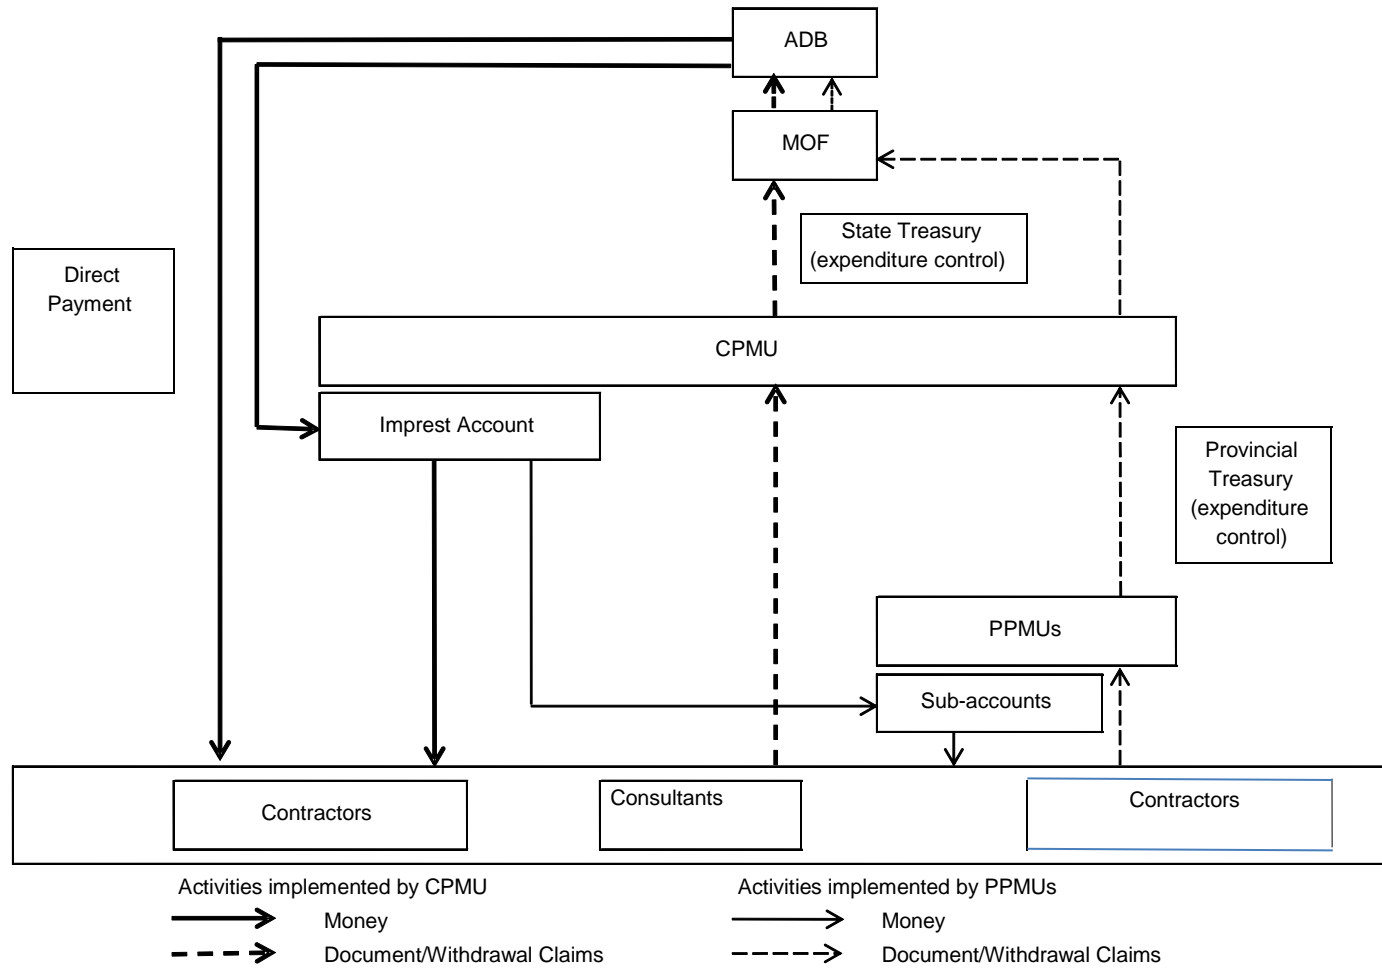 ADB
MOF
State Treasury
(expenditure control)
Direct
Payment
CPMU
Imprest Account
Provincial
Treasury
(expenditure
control)
PPMUs
Sub-accounts
Contractors
Consultants
Contractors
Activities implemented by CPMU
Activities implemented by PPMUs
Money
Money
Document/Withdrawal Claims
Document/Withdrawal Claims